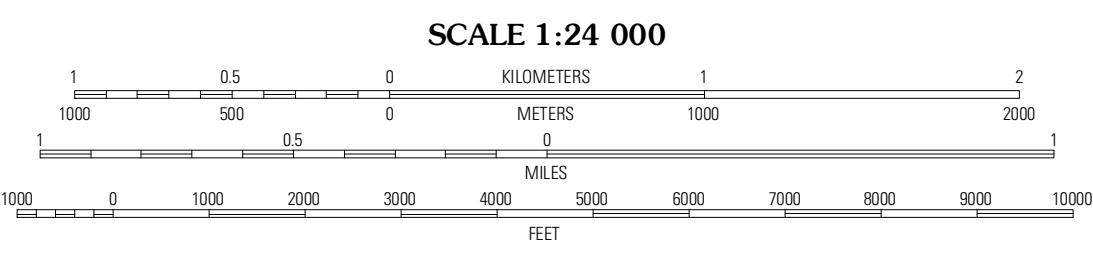 SCALE 1:24 000
1 0.5 0 KILOMETERS 1 2
1000 500 0 METERS 1000 2000
1 0.5 0 1
MILES
1000 0 1000 2000 3000 4000 5000 6000 7000 8000 9000 10000
FEET